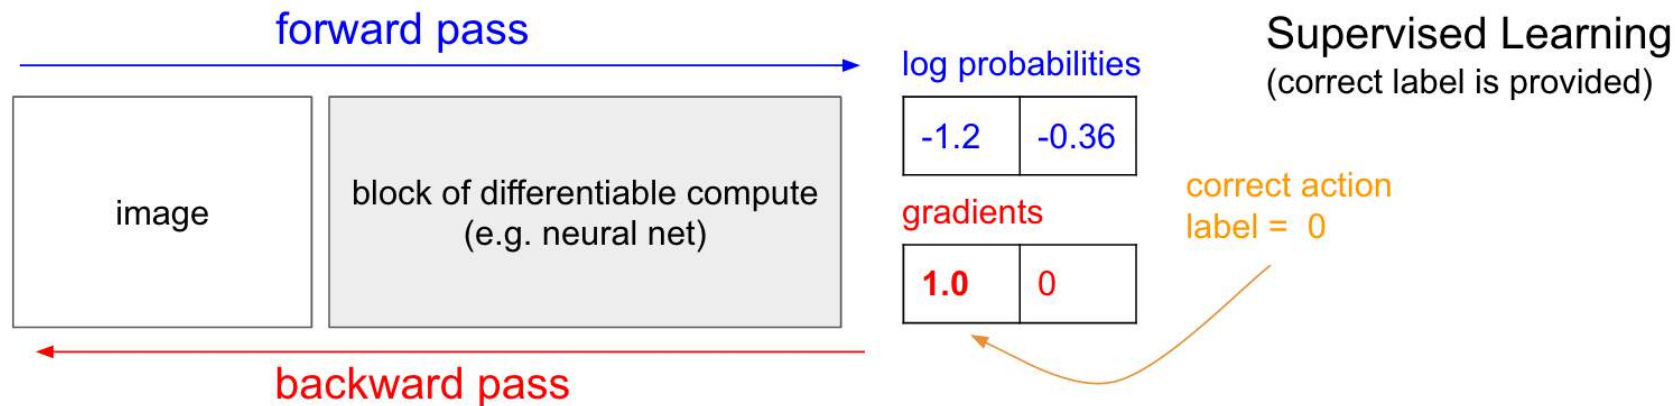 forward pass
Supervised Learning
(correct label is provided)
log probabilities
-1.2 -0.36
image
block of differentiable compute
(e.g. neural net)
gradients
1.0 0
correct action
label = 0
backward pass